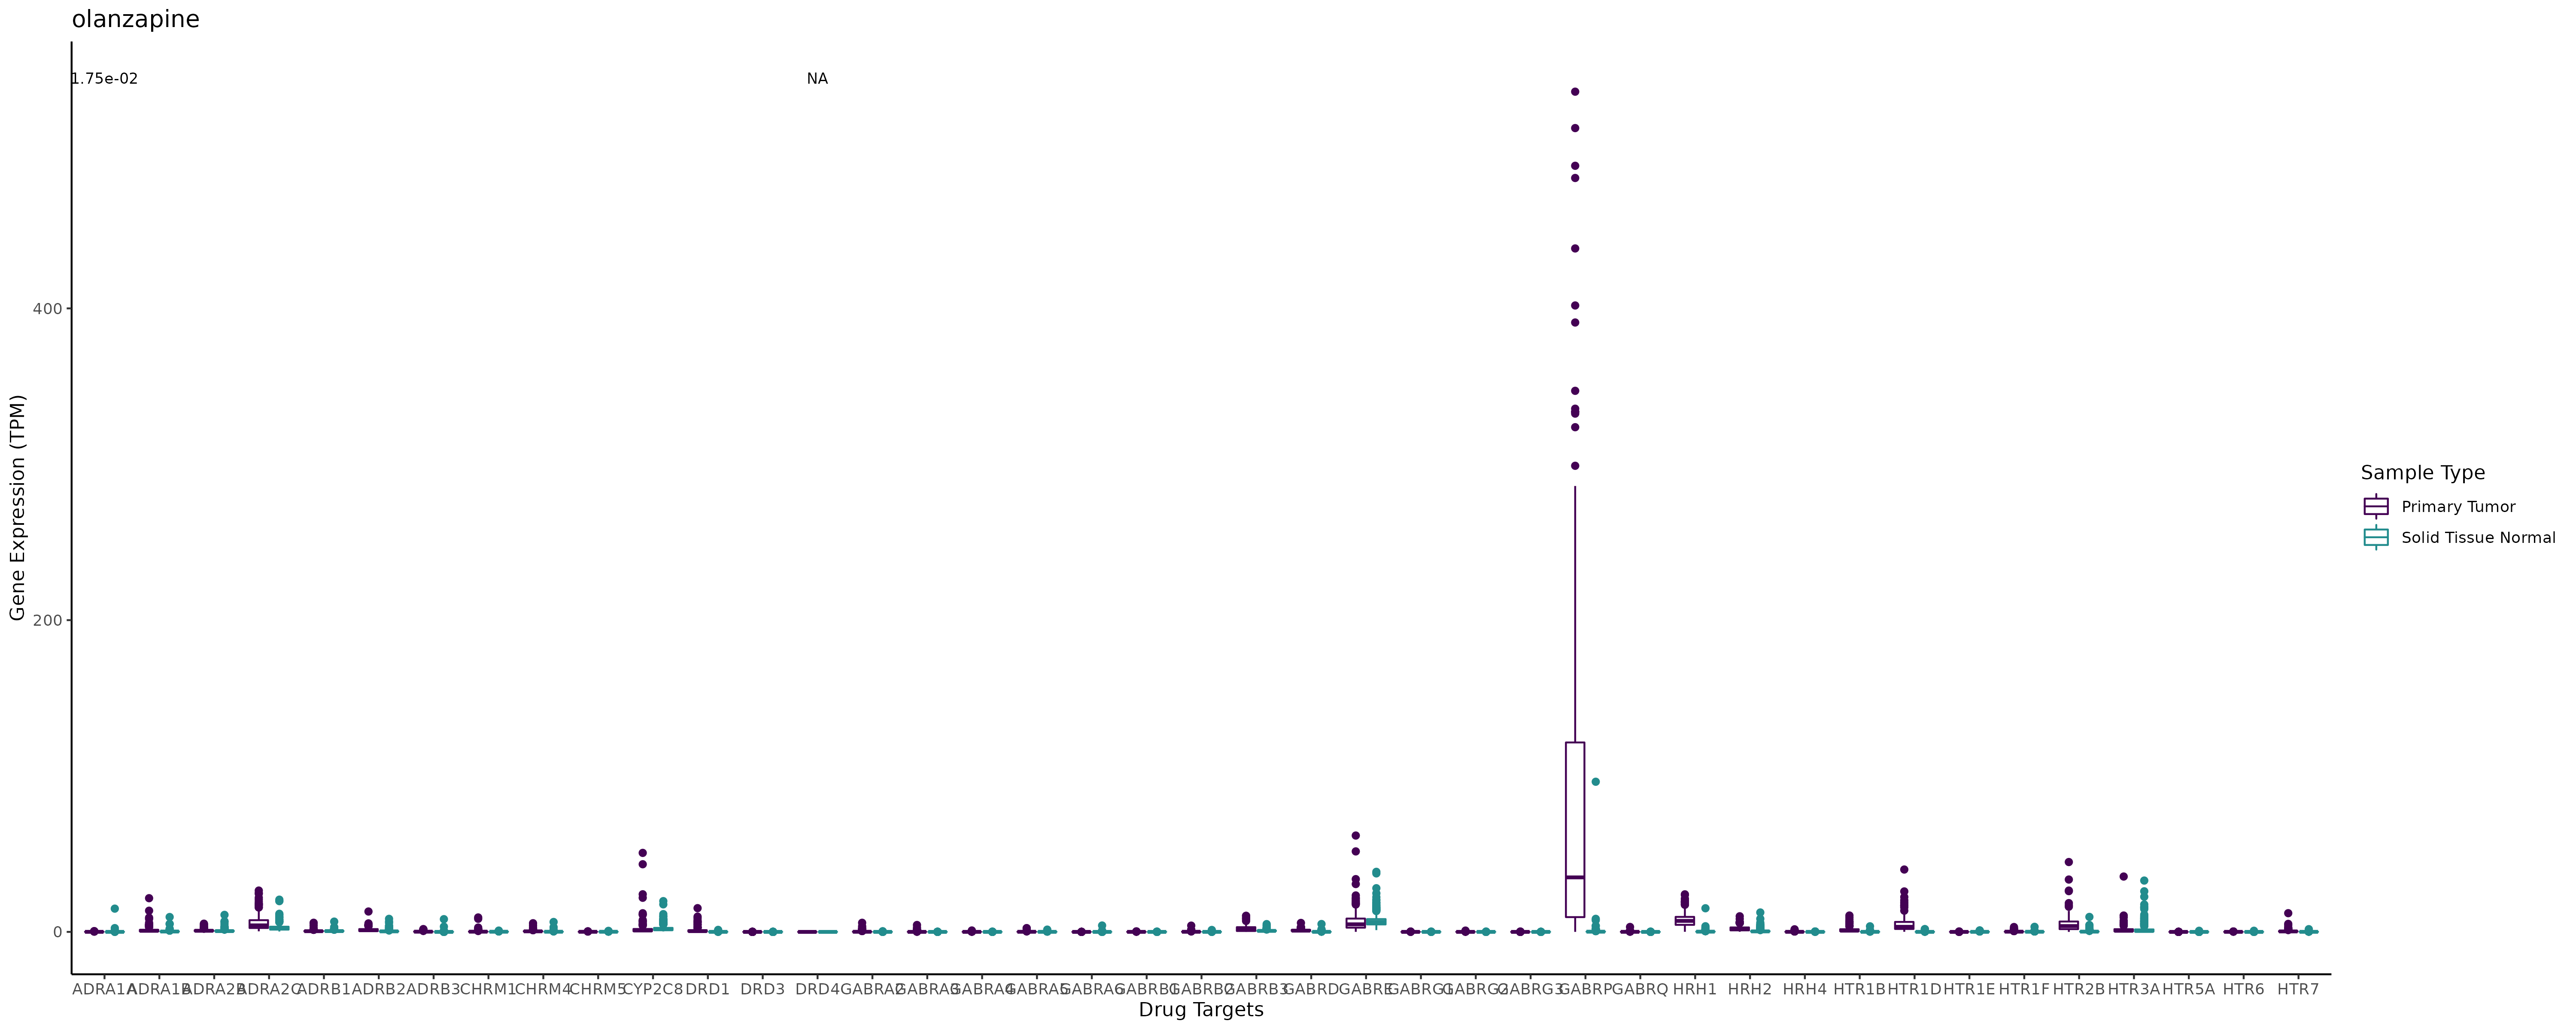 olanzapine
1.75e-02 NA
Gene Expression (TPM)
400
200
0
ADRA1A ADRA1B ADRA2B ADRA2C ADRB1 ADRB2 ADRB3 CHRM1 CHRM4 CHRM5 CYP2C8 DRD1 DRD3 DRD4 GABRA2 GABRA3 GABRA4 GABRA5 GABRA6 GABRB1 GABRB2 GABRB3 GABRD GABRE GABRG1 GABRG2 GABRG3 GABRP GABRQ HRH1 HRH2 HRH4 HTR1B HTR1D HTR1E HTR1F HTR2B HTR3A HTR5A HTR6 HTR7
Drug Targets
Sample Type
Primary Tumor
Solid Tissue Normal